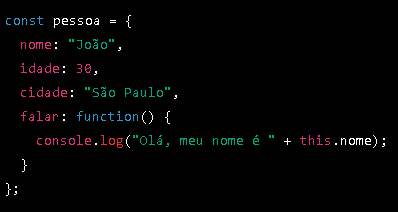 const pessoa = {
  nome: "João",
  idade: 30,
  cidade: "São Paulo",
  falar: function() {
    console.log("Olá, meu nome é " + this.nome);
  }
};